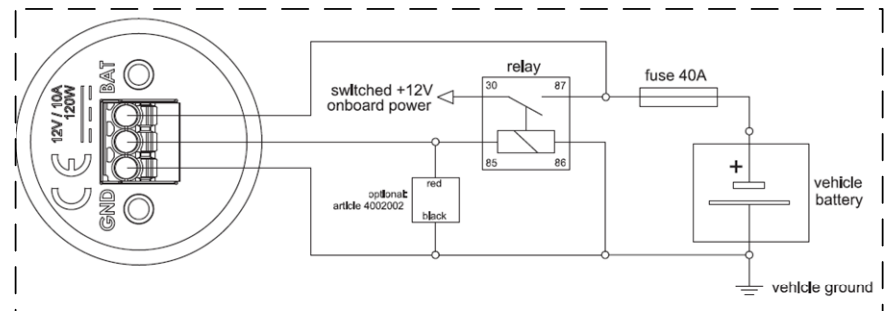 BAT
12V / 10A
120W
CE
GND
switched +12V
onboard power
relay
30
87
85
86
fuse 40A
optional:
article 4002002
red
black
+
vehicle
battery
vehicle ground